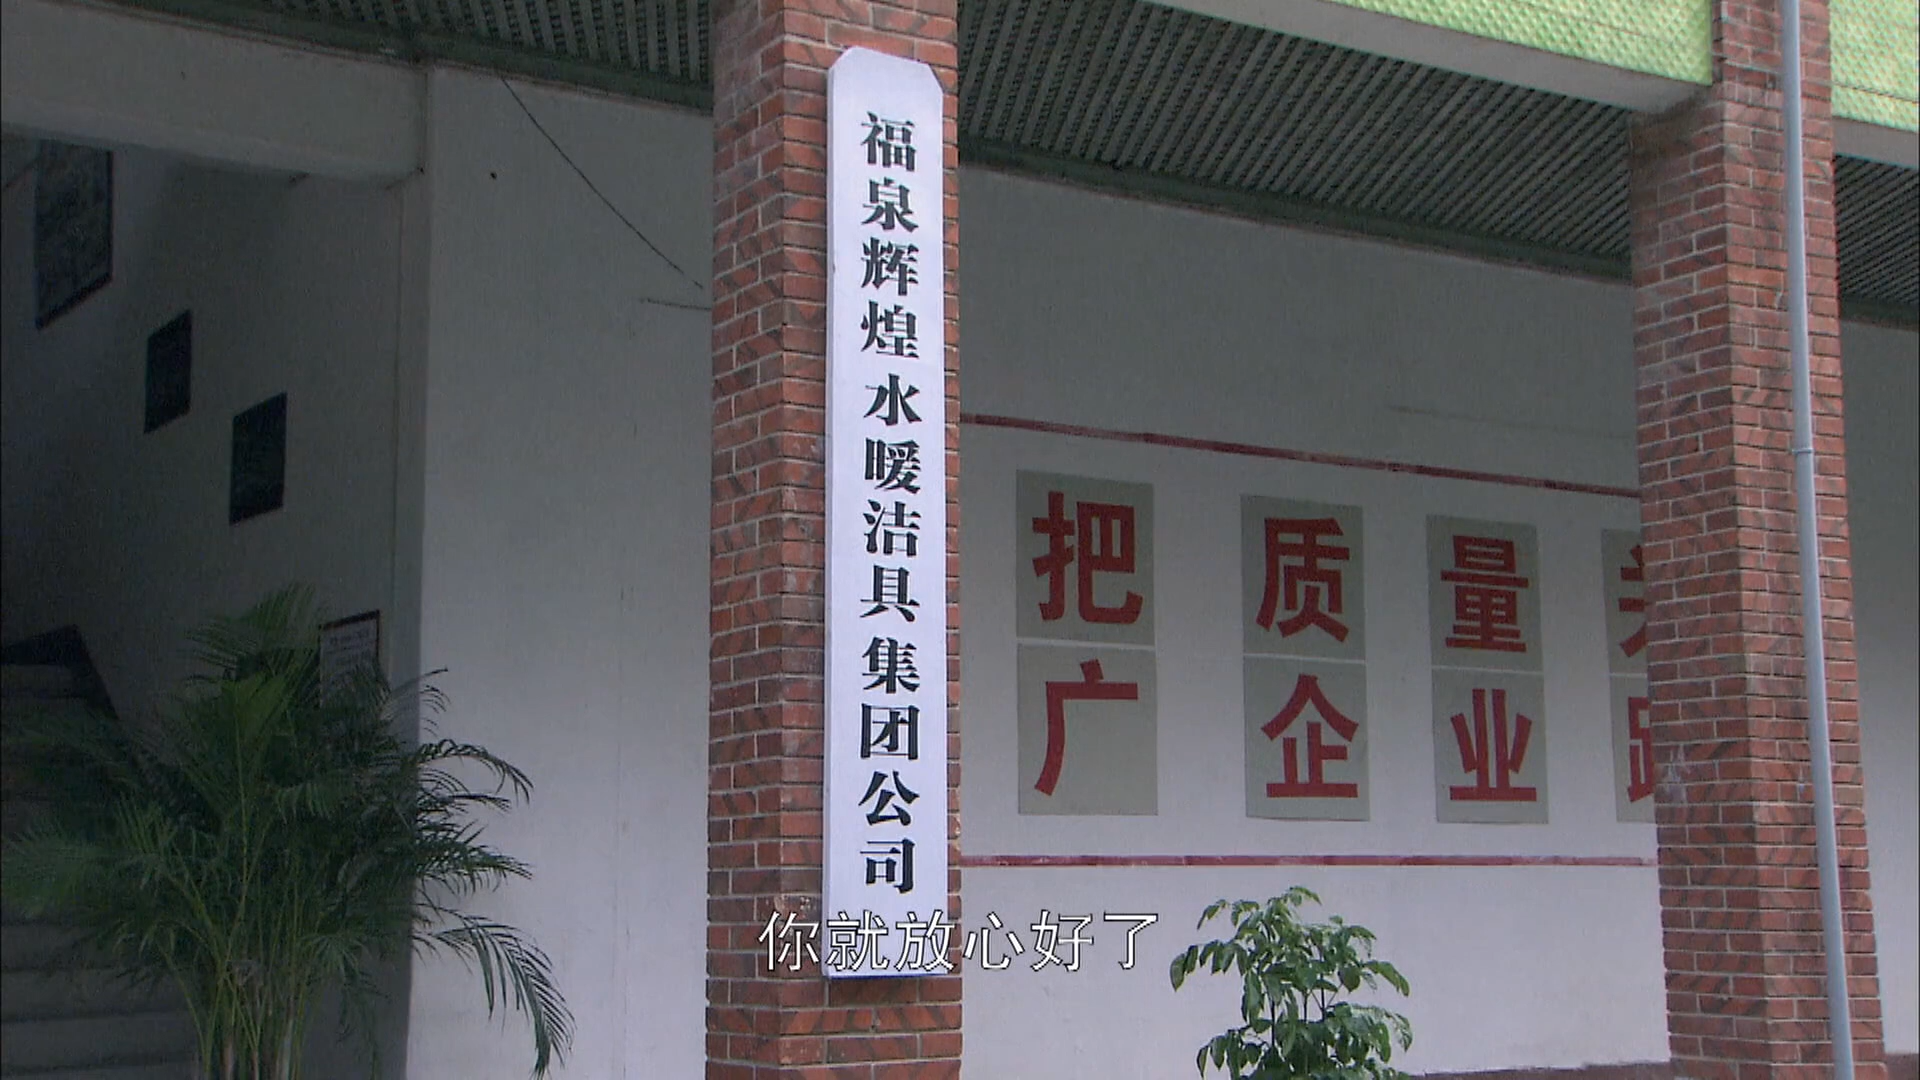 福泉辉煌水暖洁具集团公司
把质量
广企业
你就放心好了